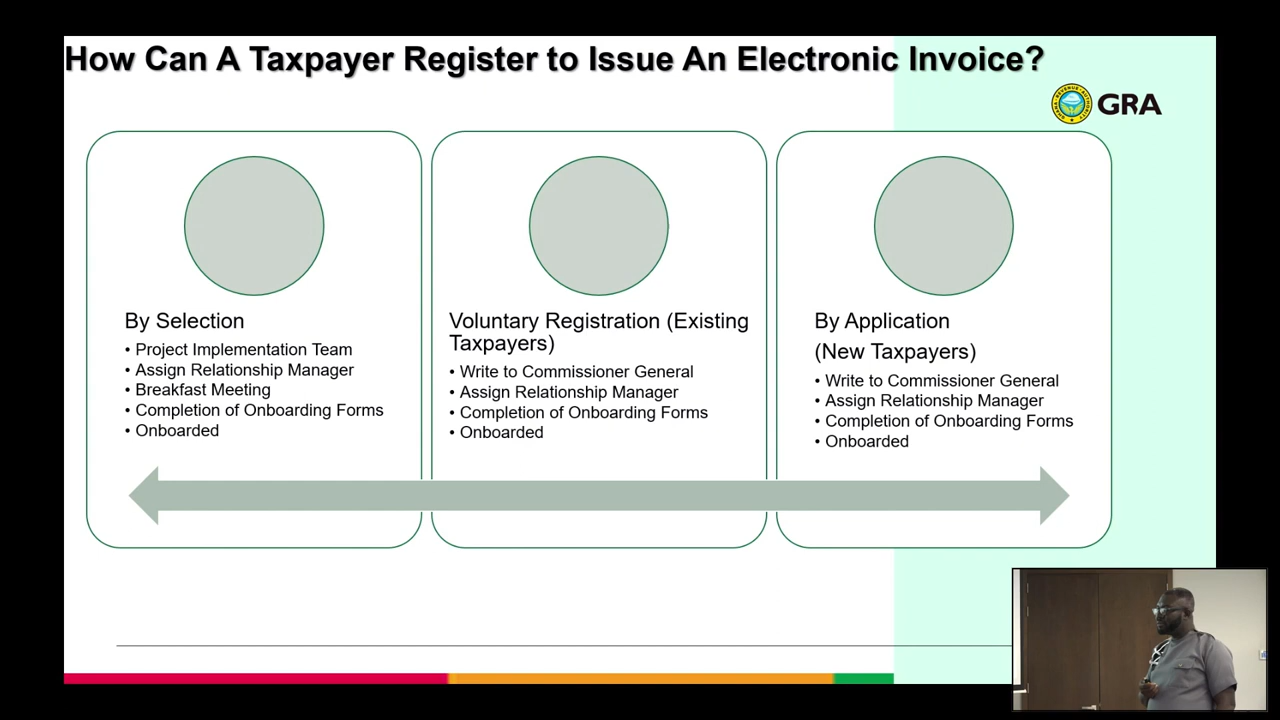 How Can A Taxpayer Register to Issue An Electronic Invoice?
GHANA REVENUE AUTHORITY
GRA
By Selection
• Project Implementation Team
• Assign Relationship Manager
• Breakfast Meeting
• Completion of Onboarding Forms
• Onboarded
Voluntary Registration (Existing
Taxpayers)
• Write to Commissioner General
• Assign Relationship Manager
• Completion of Onboarding Forms
• Onboarded
By Application
(New Taxpayers)
• Write to Commissioner General
• Assign Relationship Manager
• Completion of Onboarding Forms
• Onboarded